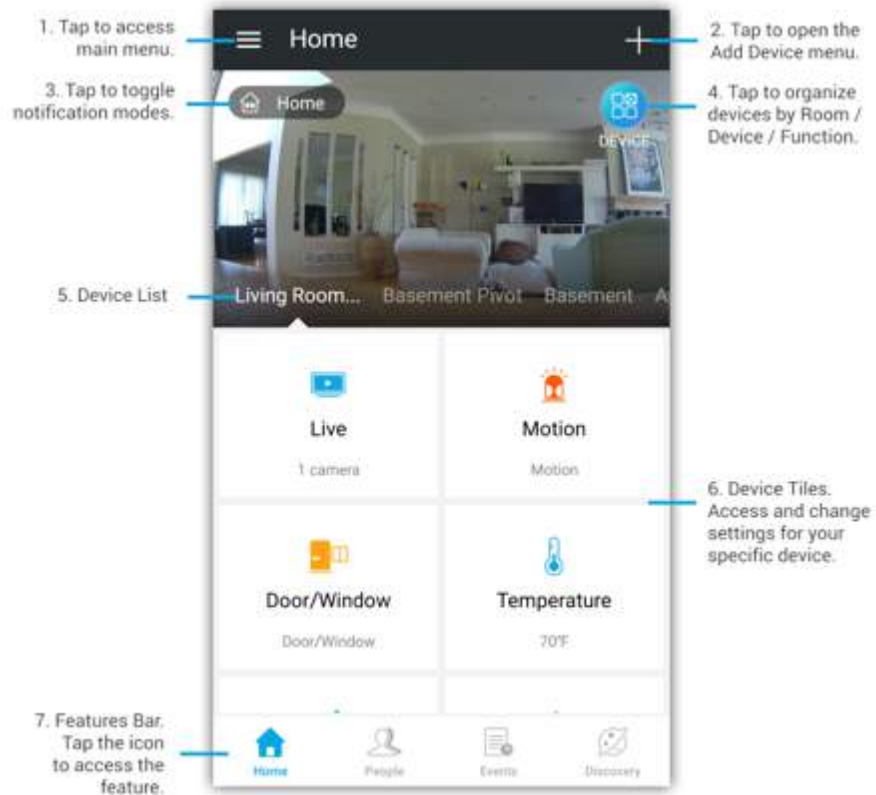 1. Tap to access
main menu.
Home
2. Tap to open the
Add Device menu.
3. Tap to toggle
notification modes.
Home
DEVICE
4. Tap to organize
devices by Room /
Device / Function.
5. Device List
Living Room... Basement Pivot Basement A
Live
1 camera
Motion
Motion
6. Device Tiles.
Access and change
settings for your
specific device.
Door/Window
Door/Window
Temperature
70°F
7. Features Bar.
Tap the icon
to access the
feature.
Home People Events Discovery